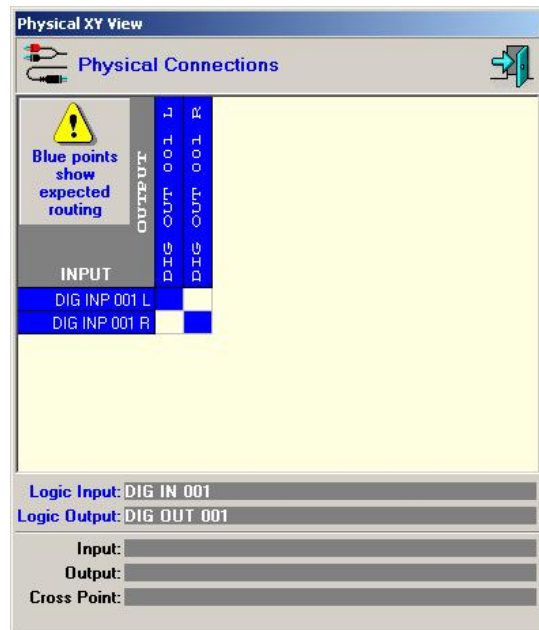 Physical XY View
Physical Connections
Blue points
show
expected
routing
OUTPUT
DIG OUT 001 L
DIG OUT 001 R
INPUT
DIG INP 001 L
DIG INP 001 R
Logic Input: DIG IN 001
Logic Output: DIG OUT 001
Input:
Output:
Cross Point: